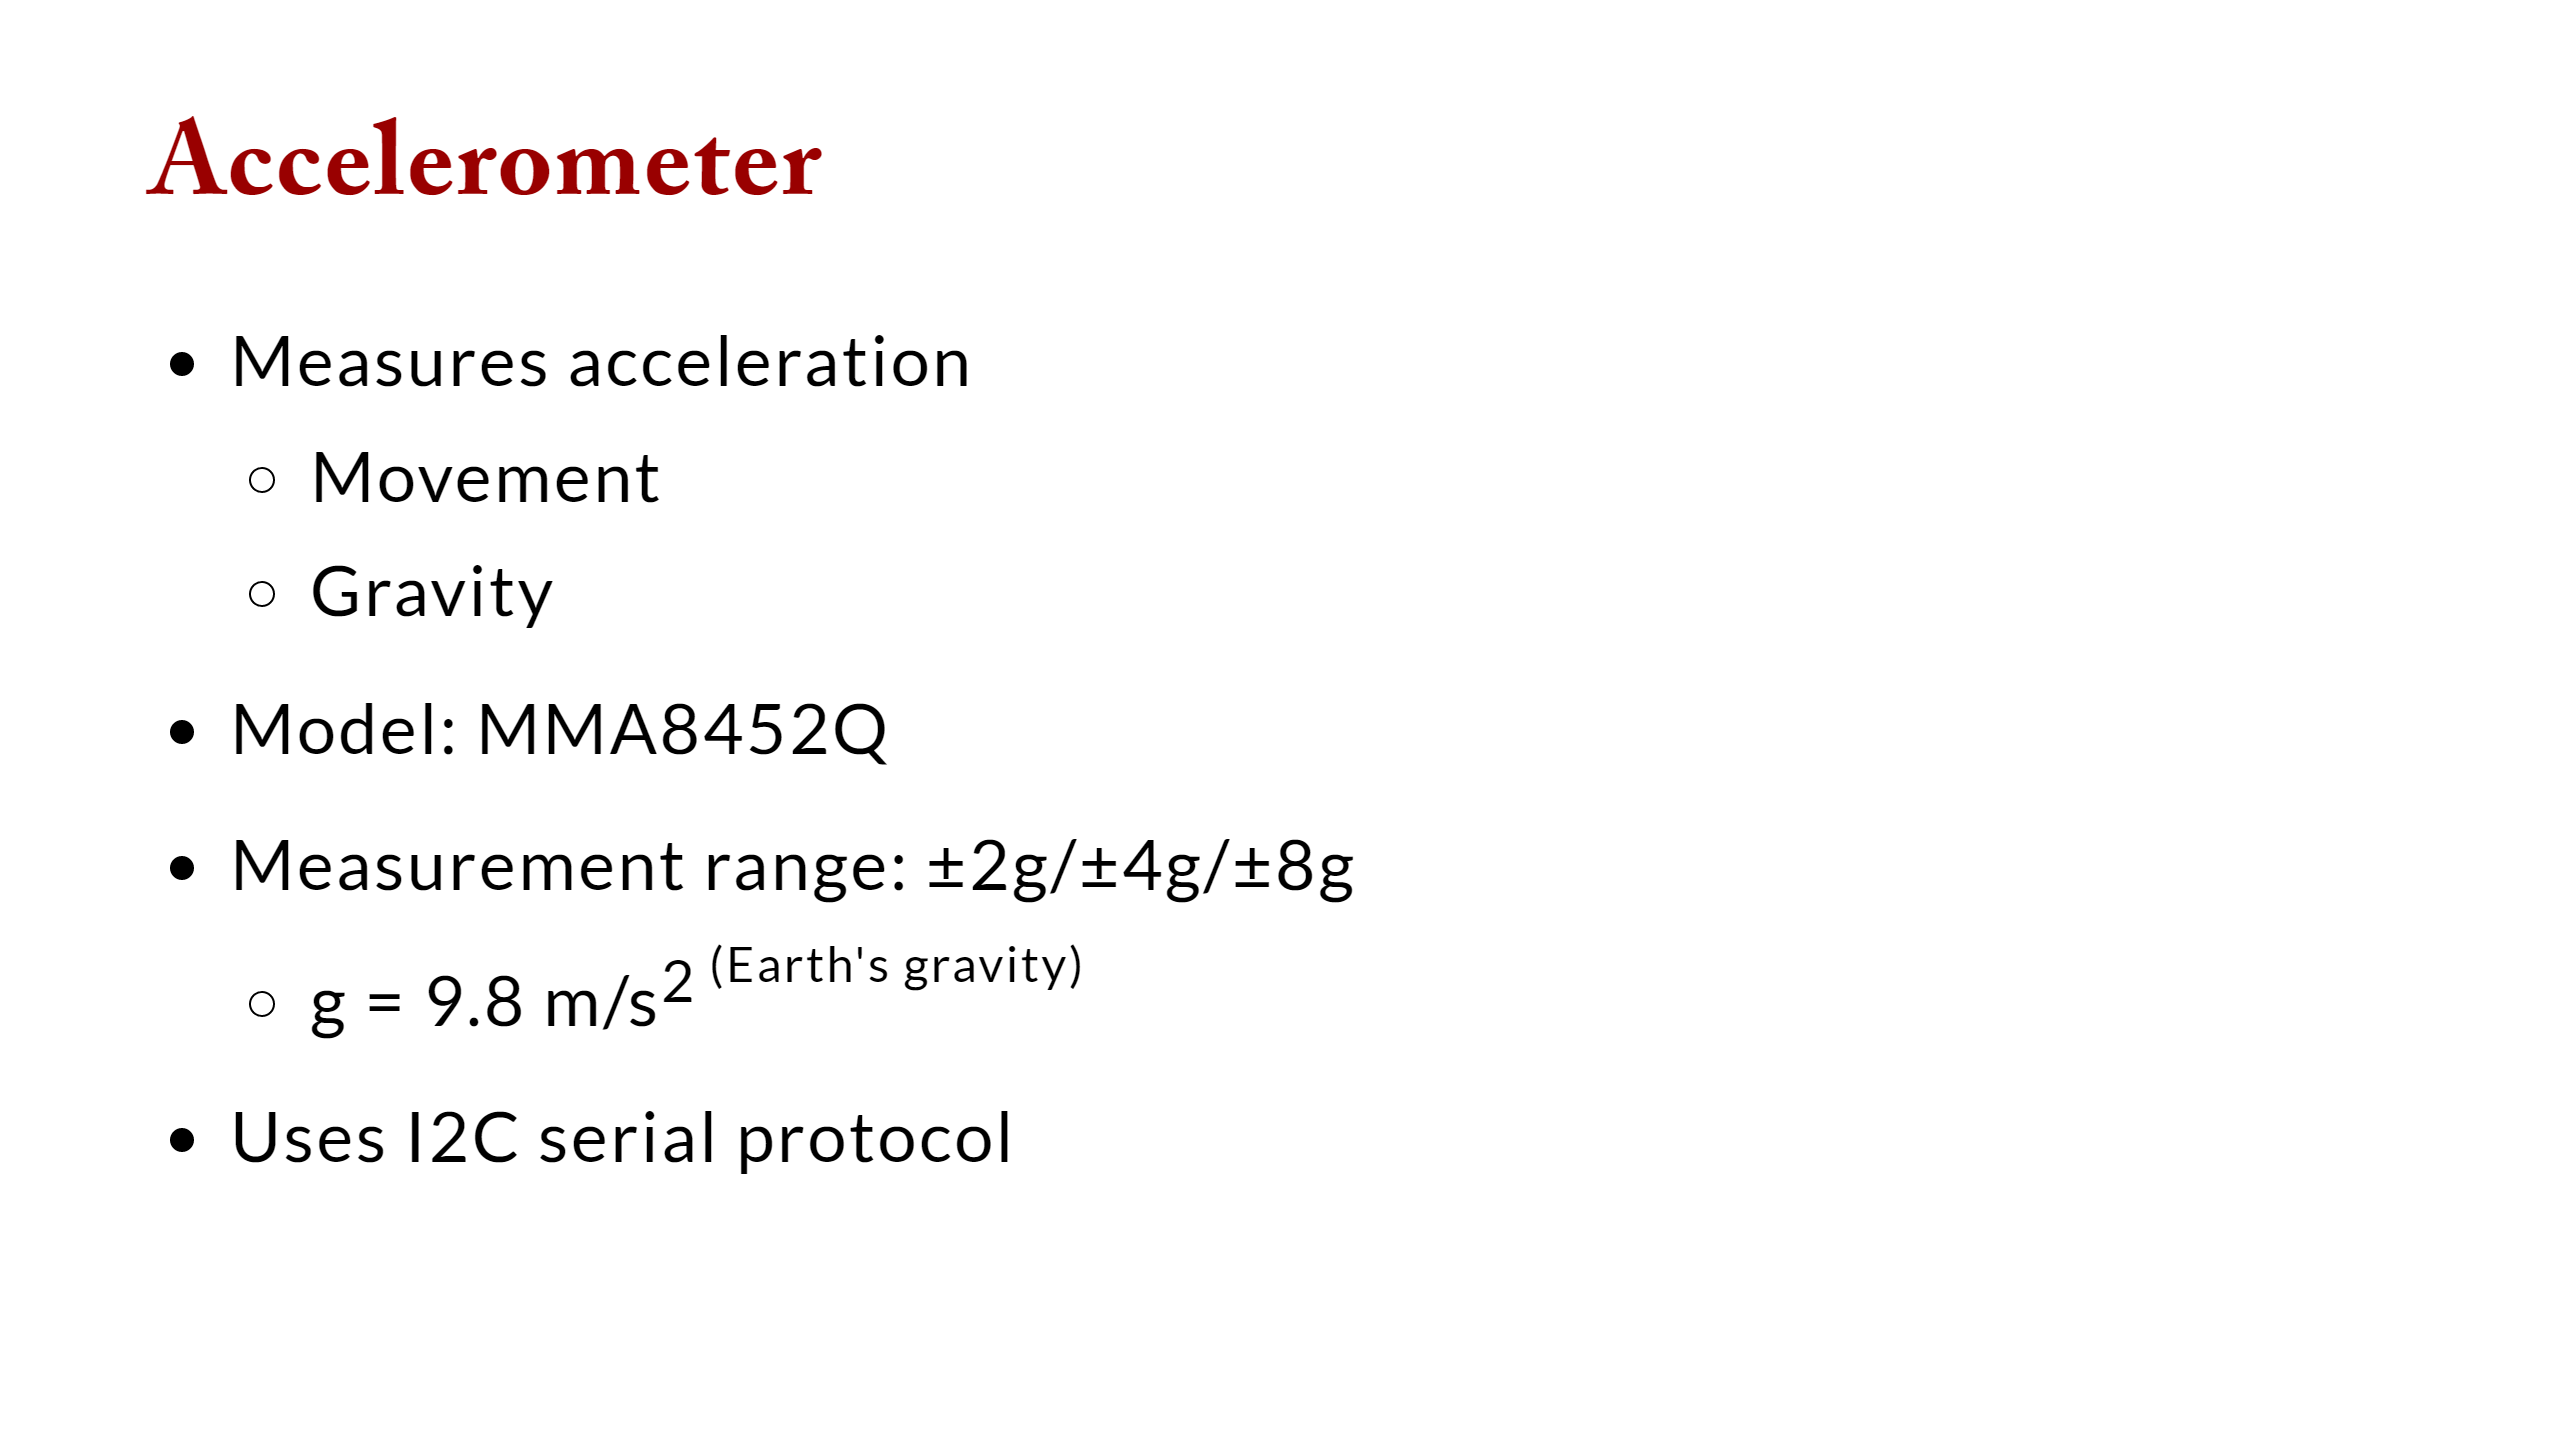 Accelerometer
• Measures acceleration
○ Movement
○ Gravity
• Model: MMA8452Q
• Measurement range: ±2g/±4g/±8g
○ g = 9.8 m/s² (Earth's gravity)
• Uses I2C serial protocol